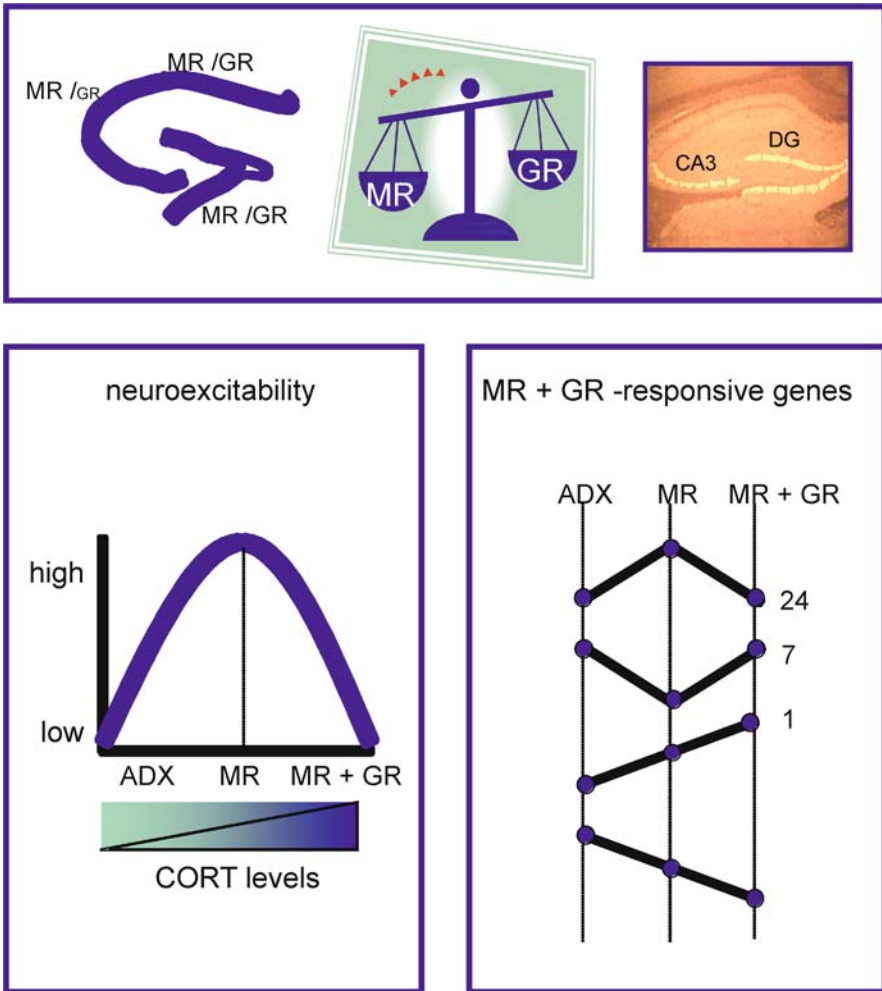 MR /GR
MR /GR
MR /GR
MR
GR
CA3
DG
neuroexcitability
high
low
ADX MR MR + GR
CORT levels
MR + GR -responsive genes
ADX MR MR + GR
24
7
1